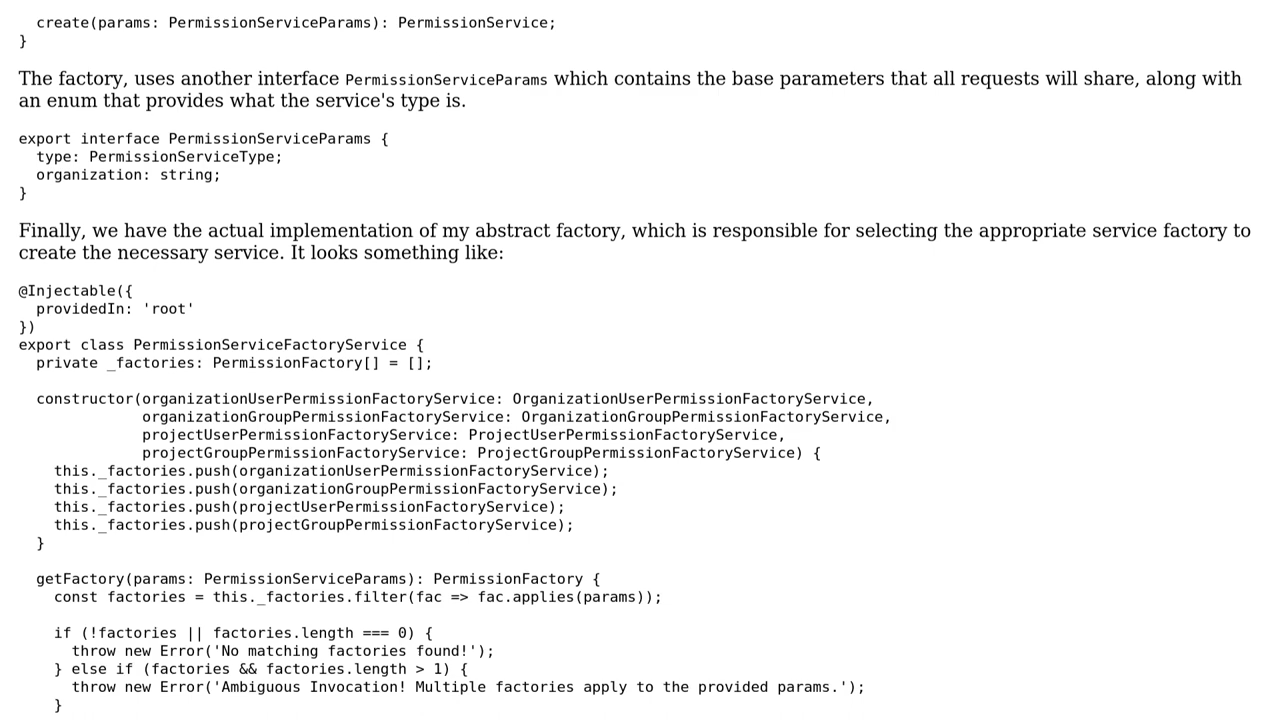 create(params: PermissionServiceParams): PermissionService;
}
The factory, uses another interface PermissionServiceParams which contains the base parameters that all requests will share, along with
an enum that provides what the service's type is.
export interface PermissionServiceParams {
  type: PermissionServiceType;
  organization: string;
}
Finally, we have the actual implementation of my abstract factory, which is responsible for selecting the appropriate service factory to
create the necessary service. It looks something like:
@Injectable({
  providedIn: 'root'
})
export class PermissionServiceFactoryService {
  private _factories: PermissionFactory[] = [];
  constructor(organizationUserPermissionFactoryService: OrganizationUserPermissionFactoryService,
              organizationGroupPermissionFactoryService: OrganizationGroupPermissionFactoryService,
              projectUserPermissionFactoryService: ProjectUserPermissionFactoryService,
              projectGroupPermissionFactoryService: ProjectGroupPermissionFactoryService) {
    this._factories.push(organizationUserPermissionFactoryService);
    this._factories.push(organizationGroupPermissionFactoryService);
    this._factories.push(projectUserPermissionFactoryService);
    this._factories.push(projectGroupPermissionFactoryService);
  }
  getFactory(params: PermissionServiceParams): PermissionFactory {
    const factories = this._factories.filter(fac => fac.applies(params));
    if (!factories || factories.length === 0) {
      throw new Error('No matching factories found!');
    } else if (factories && factories.length > 1) {
      throw new Error('Ambiguous Invocation! Multiple factories apply to the provided params.');
    }